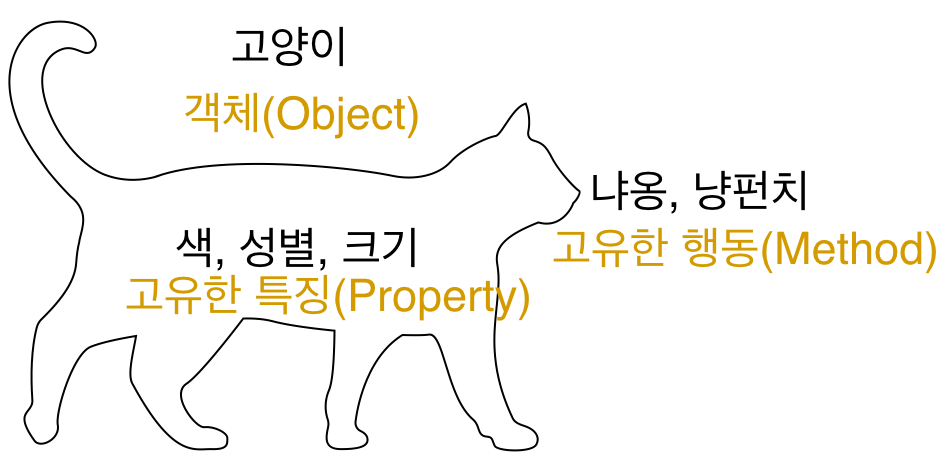 고양이
객체(Object)
냐옹, 냥펀치
고유한 행동(Method)
색, 성별, 크기
고유한 특징(Property)